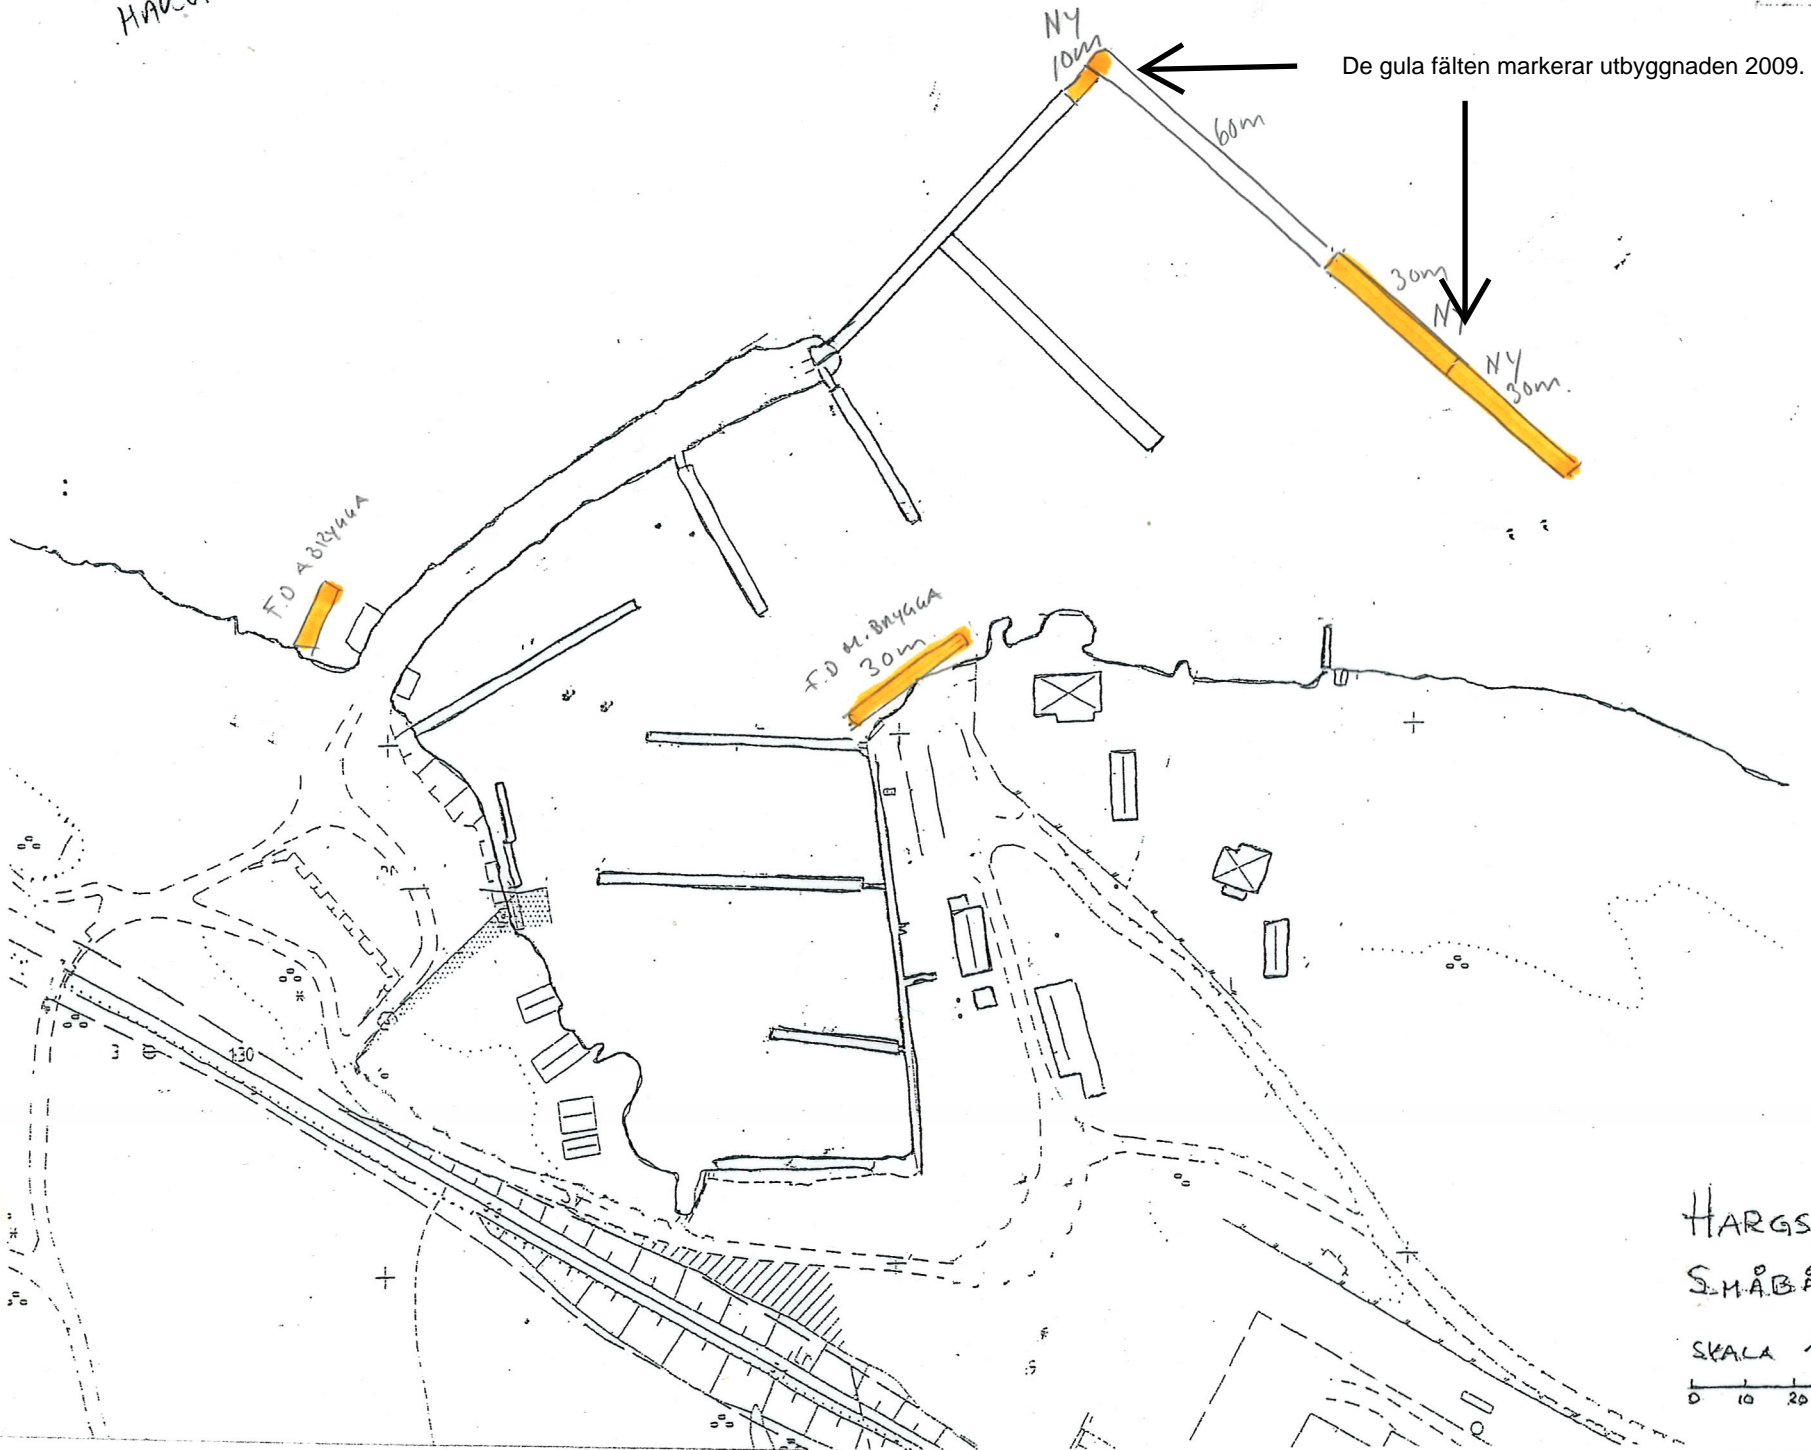 NY
10m
De gula fälten markerar utbyggnaden 2009.
60m
30m
NY
NY
30m.
F.D A BRYGGA
F.D M. BRYGGA
30m.
130
HARGS
SMÅBÅ
SKALA
0 10 20